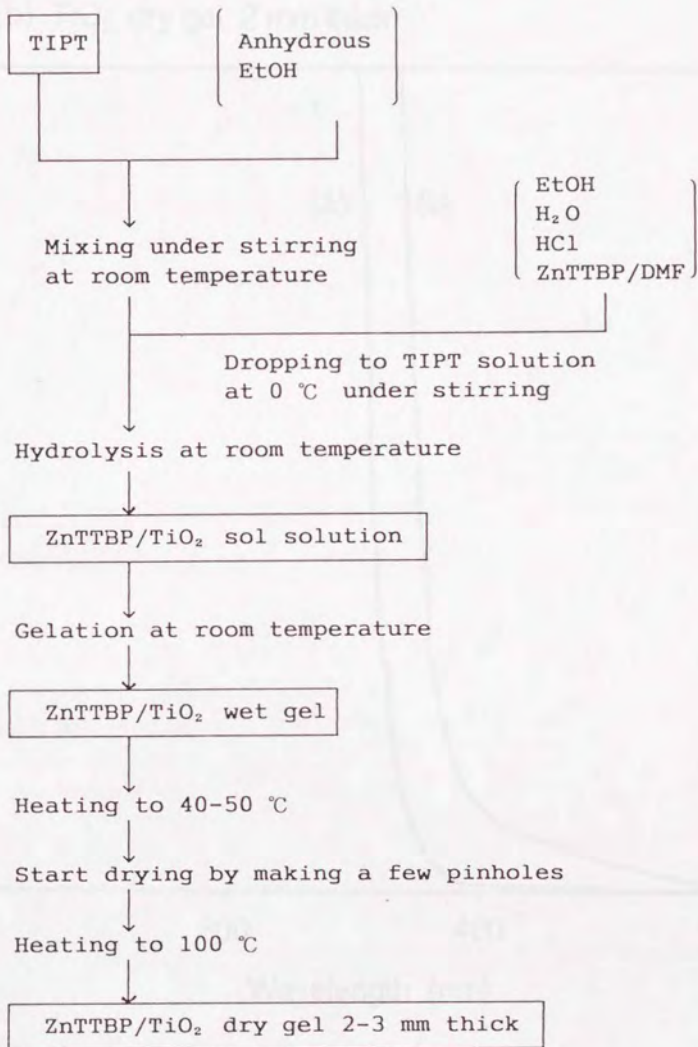 TIPT
Anhydrous
EtOH
EtOH
H₂O
HCl
ZnTTBP/DMF
Mixing under stirring
at room temperature
Dropping to TIPT solution
at 0 ℃ under stirring
Hydrolysis at room temperature
ZnTTBP/TiO₂ sol solution
Gelation at room temperature
ZnTTBP/TiO₂ wet gel
Heating to 40-50 ℃
Start drying by making a few pinholes
Heating to 100 ℃
ZnTTBP/TiO₂ dry gel 2-3 mm thick